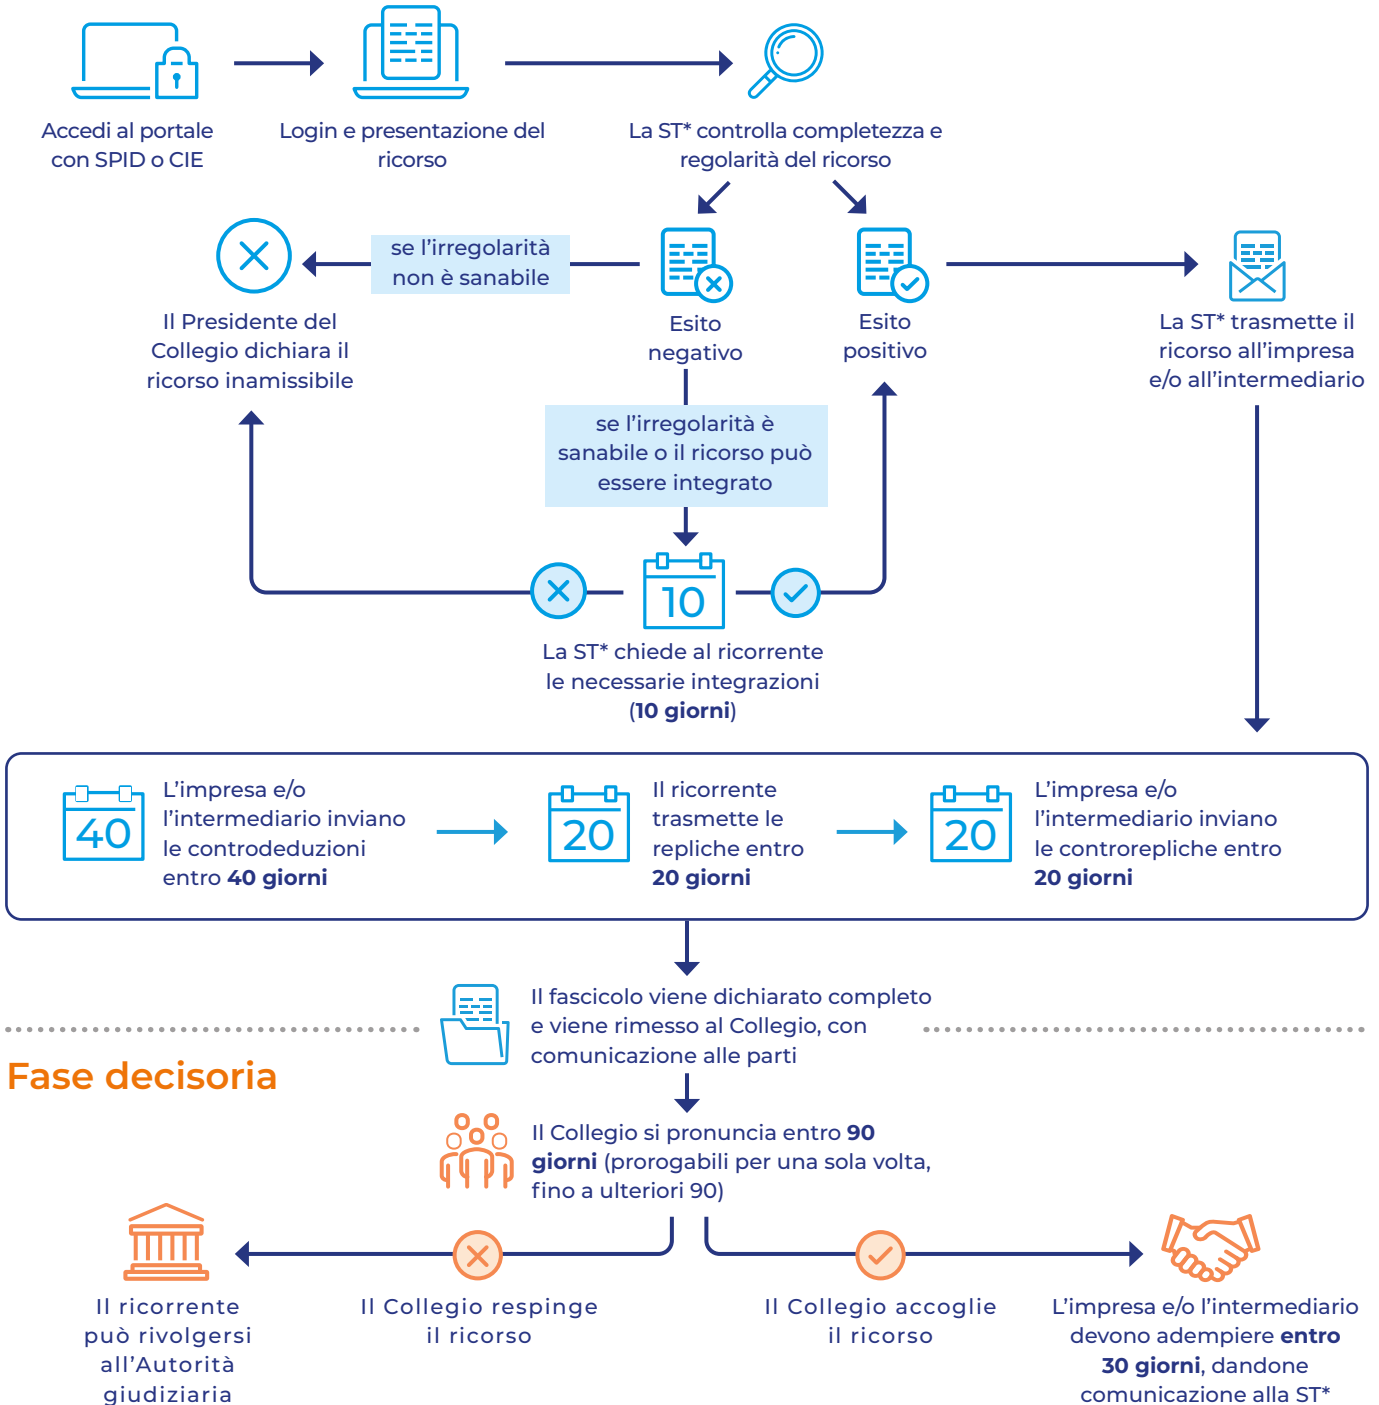 Accedi al portale
con SPID o CIE
Login e presentazione del
ricorso
La ST* controlla completezza e
regolarità del ricorso
se l'irregolarità
non è sanabile
Il Presidente del
Collegio dichiara il
ricorso inamissibile
Esito
negativo
Esito
positivo
La ST* trasmette il
ricorso all'impresa
e/o all'intermediario
se l'irregolarità è
sanabile o il ricorso può
essere integrato
10
La ST* chiede al ricorrente
le necessarie integrazioni
(10 giorni)
40
L'impresa e/o
l'intermediario inviano
le controdeduzioni
entro 40 giorni
20
Il ricorrente
trasmette le
repliche entro
20 giorni
20
L'impresa e/o
l'intermediario inviano
le controrepliche entro
20 giorni
Il fascicolo viene dichiarato completo
e viene rimesso al Collegio, con
comunicazione alle parti
Fase decisoria
Il Collegio si pronuncia entro 90
giorni (prorogabili per una sola volta,
fino a ulteriori 90)
Il ricorrente
può rivolgersi
all'Autorità
giudiziaria
Il Collegio respinge
il ricorso
Il Collegio accoglie
il ricorso
L'impresa e/o l'intermediario
devono adempiere entro
30 giorni, dandone
comunicazione alla ST*